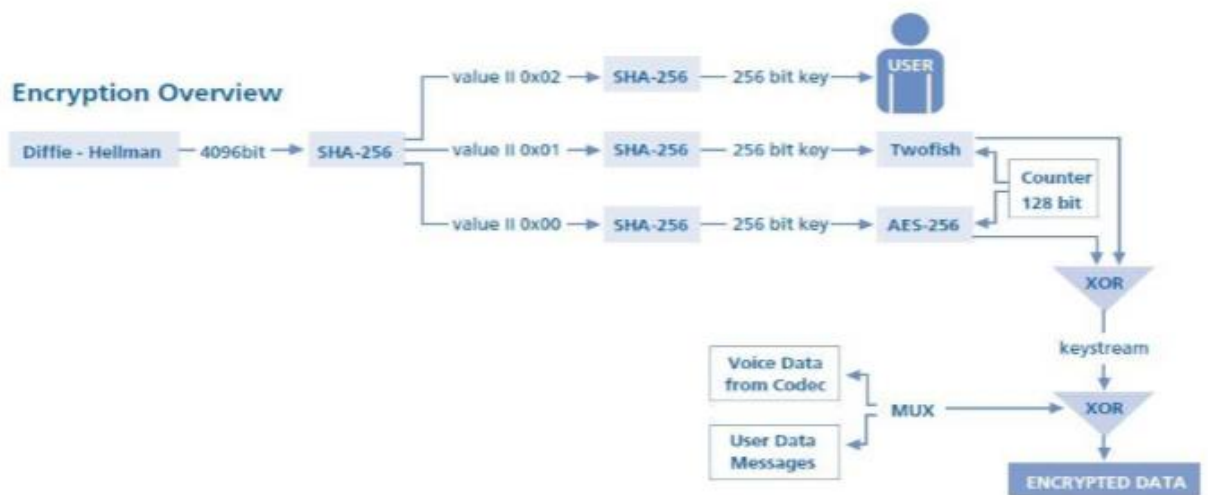 USER
value II 0x02
SHA-256
256 bit key
Encryption Overview
Diffie - Hellman
4096bit
SHA-256
value II 0x01
SHA-256
256 bit key
Twofish
Counter
128 bit
value II 0x00
SHA-256
256 bit key
AES-256
XOR
keystream
Voice Data
from Codec
MUX
XOR
User Data
Messages
ENCRYPTED DATA